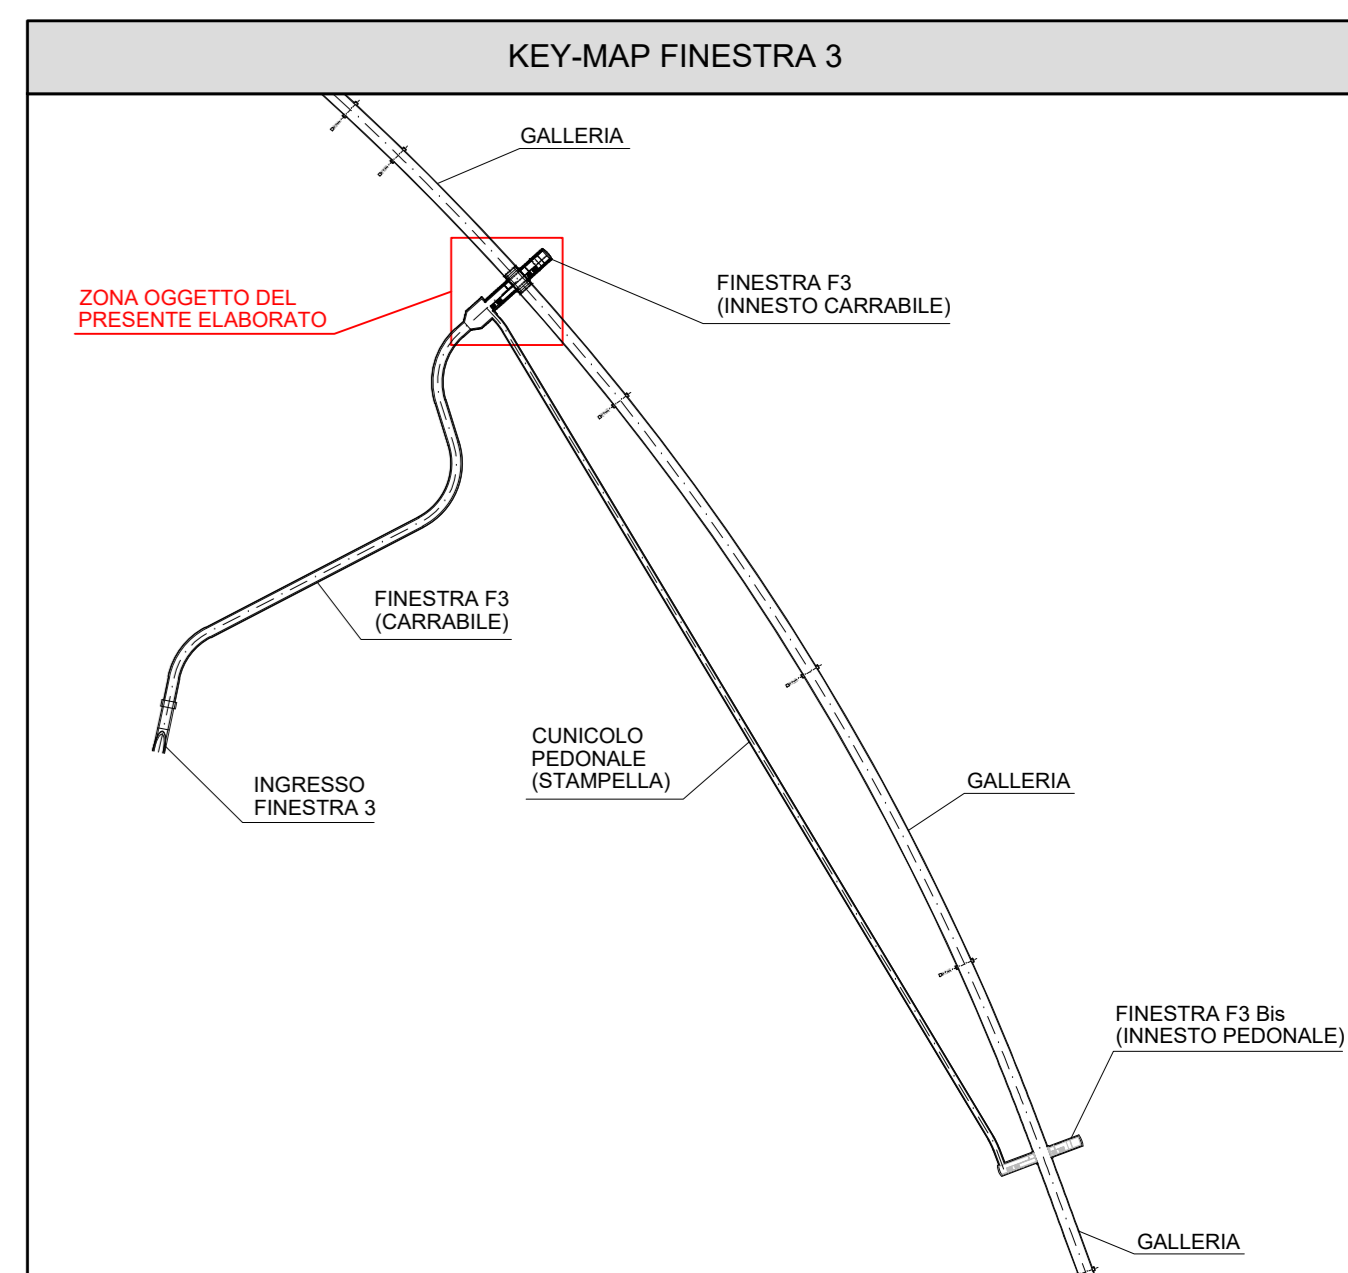 KEY-MAP FINESTRA 3
GALLERIA
ZONA OGGETTO DEL
PRESENTE ELABORATO
FINESTRA F3
(INNESTO CARRABILE)
FINESTRA F3
(CARRABILE)
CUNICOLO
PEDONALE
(STAMPELLA)
INGRESSO
FINESTRA 3
GALLERIA
FINESTRA F3 Bis
(INNESTO PEDONALE)
GALLERIA